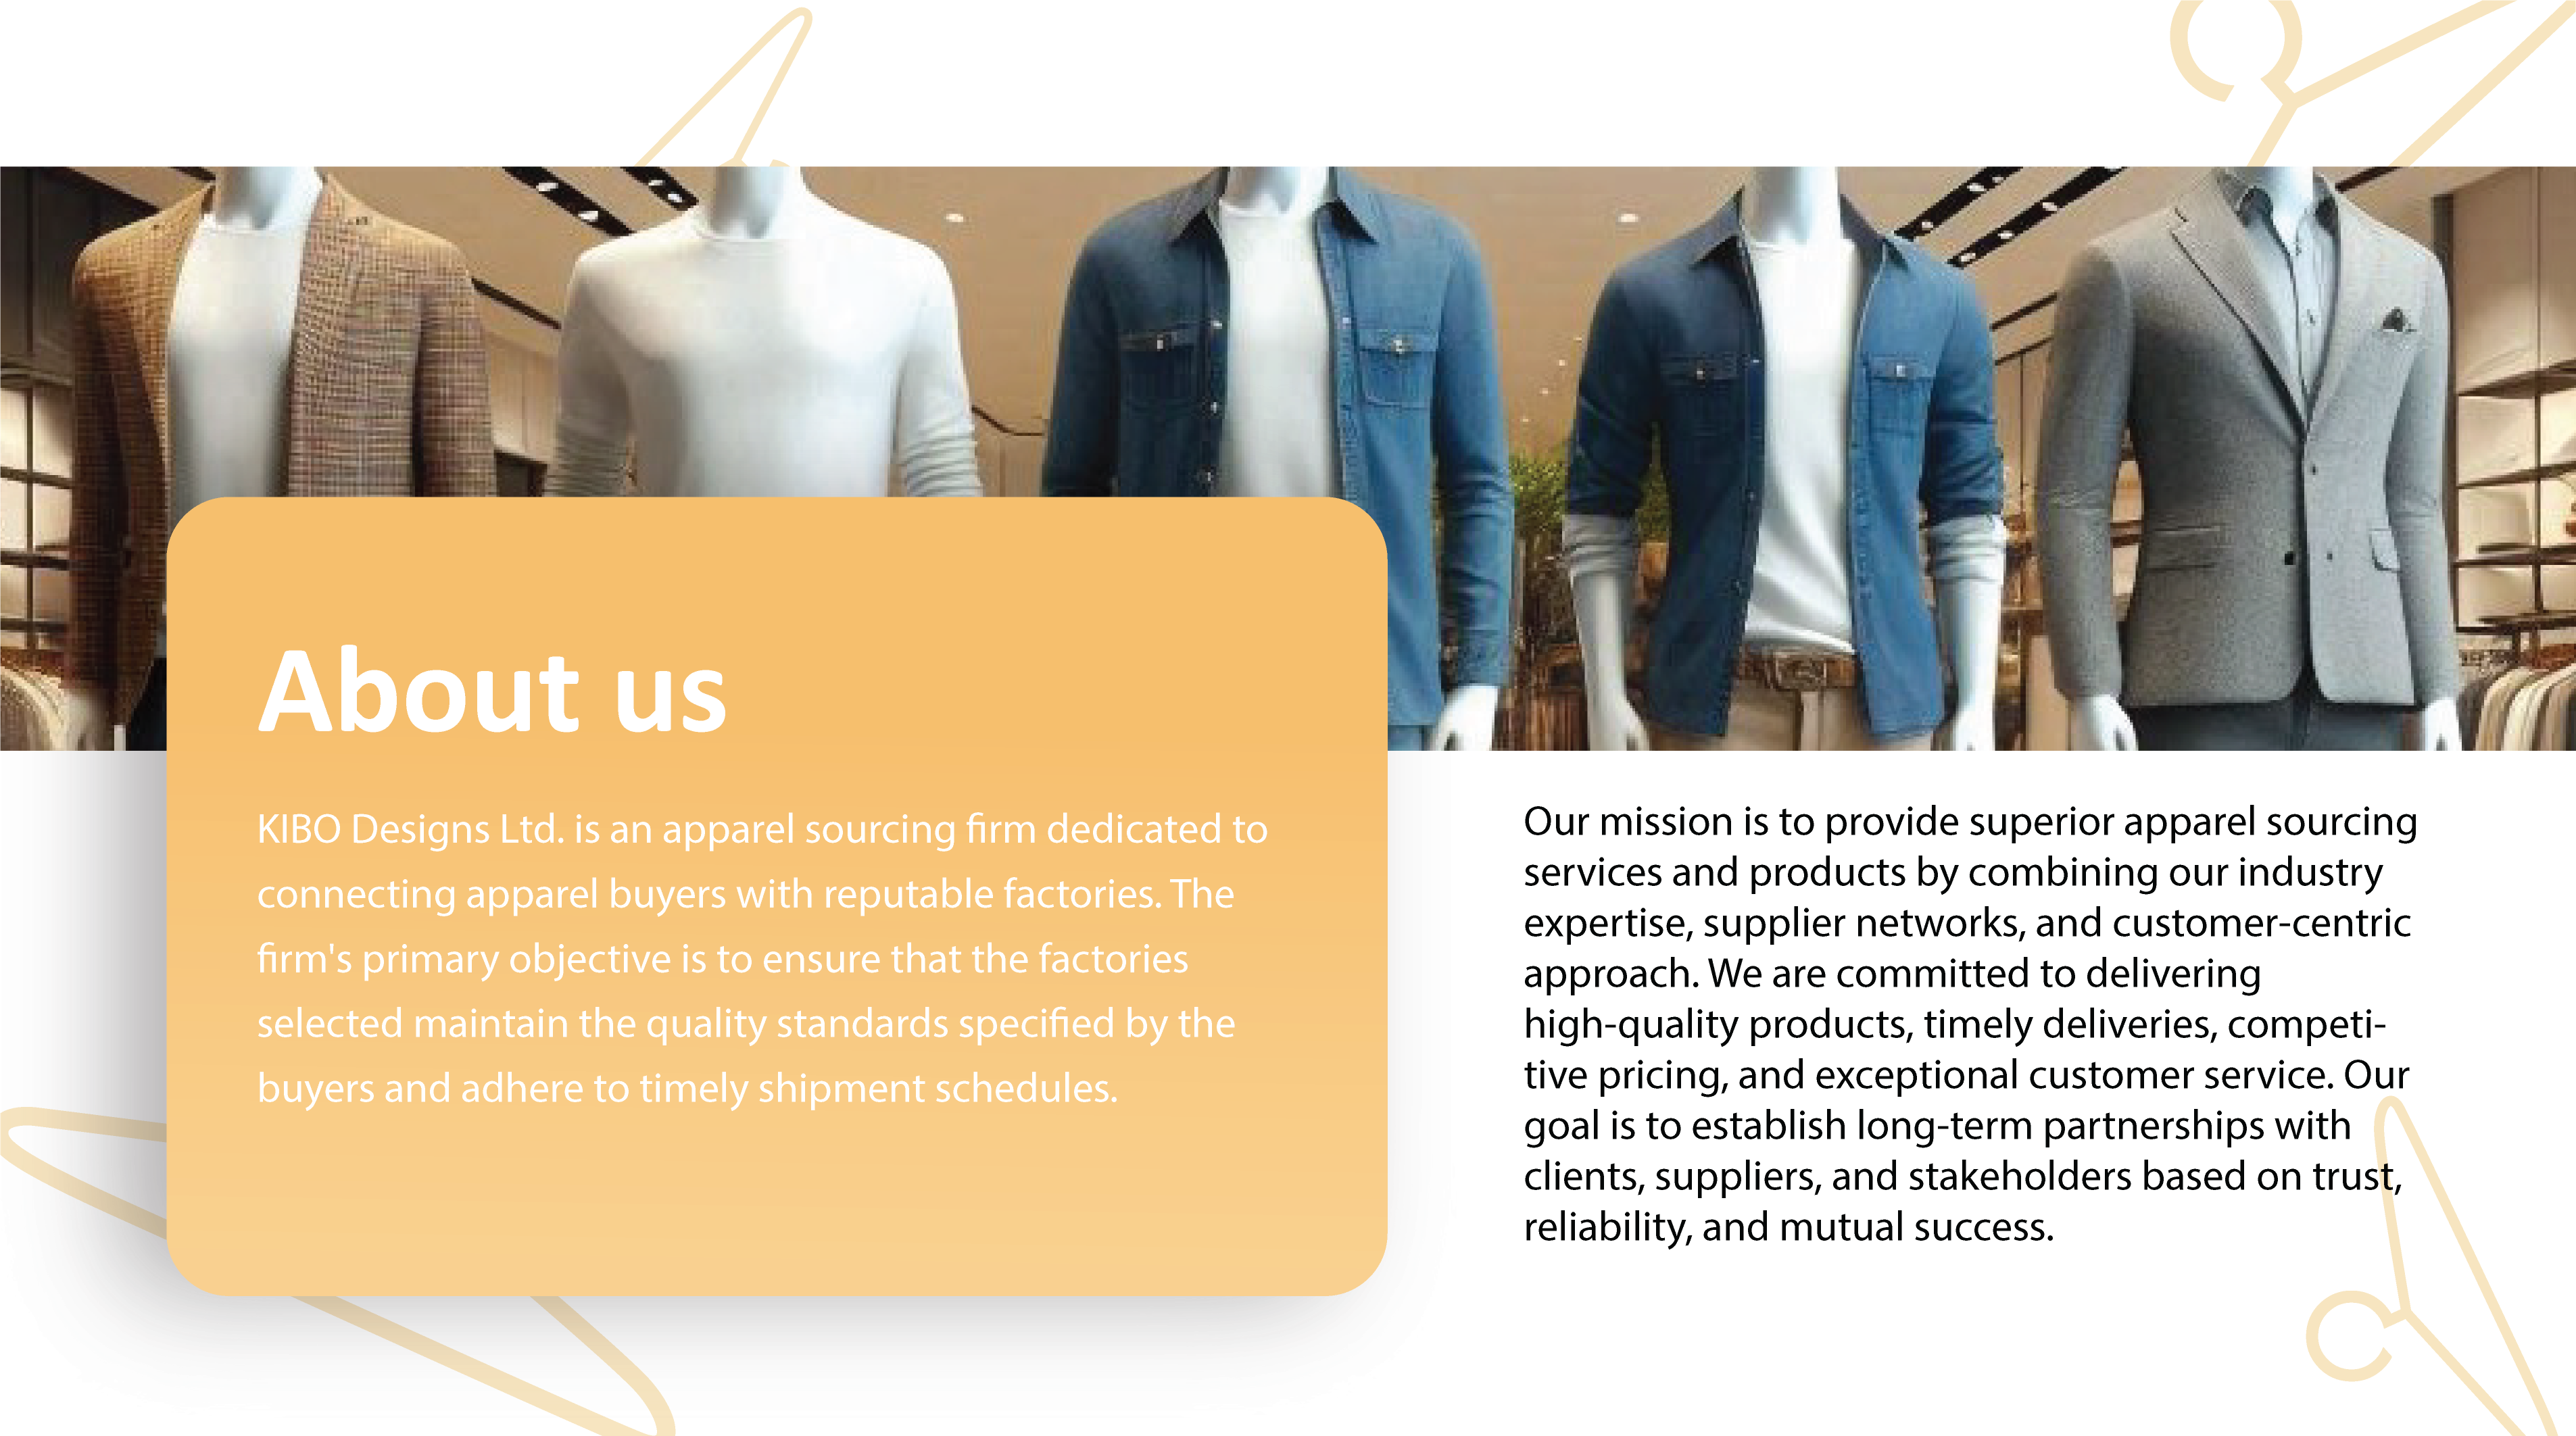 About us
KIBO Designs Ltd. is an apparel sourcing firm dedicated to
connecting apparel buyers with reputable factories. The
firm's primary objective is to ensure that the factories
selected maintain the quality standards specified by the
buyers and adhere to timely shipment schedules.
Our mission is to provide superior apparel sourcing
services and products by combining our industry
expertise, supplier networks, and customer-centric
approach. We are committed to delivering
high-quality products, timely deliveries, competi-
tive pricing, and exceptional customer service. Our
goal is to establish long-term partnerships with
clients, suppliers, and stakeholders based on trust,
reliability, and mutual success.